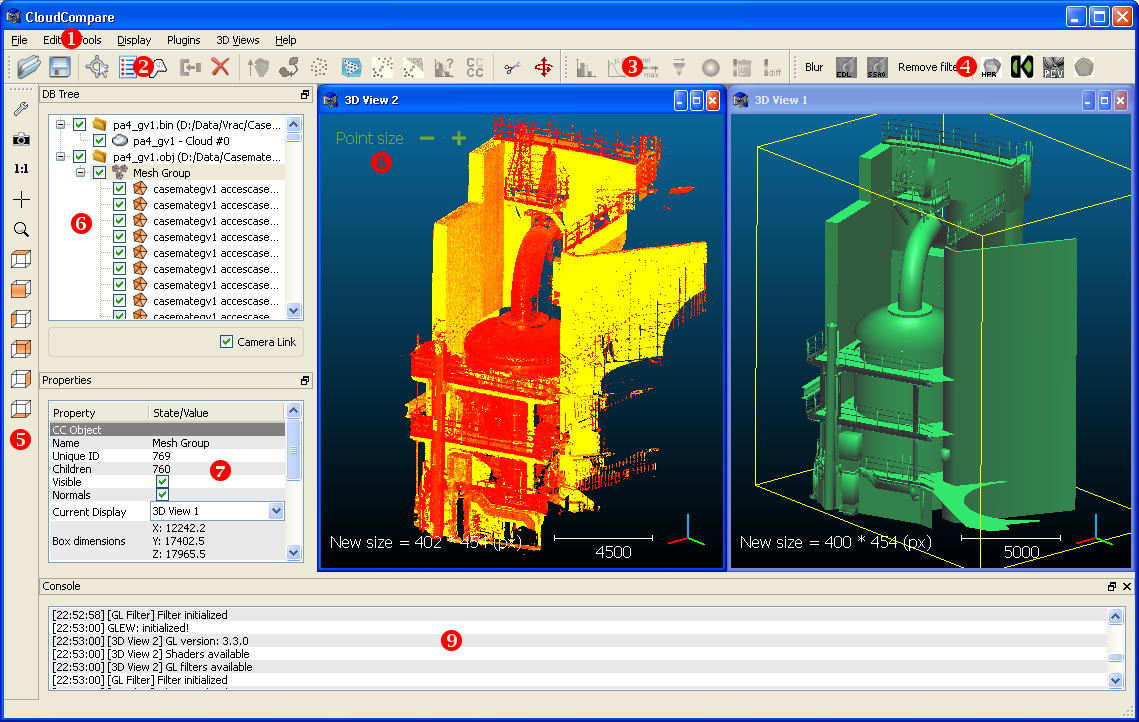 CloudCompare
File Edit 1 Tools Display Plugins 3D Views Help
2 3 max diff Blur EDL SSAO Remove filter 4 HPR PCV
DB Tree
pa4_gv1.bin (D:/Data/Vrac/Case...
pa4_gv1 - Cloud #0
pa4_gv1.obj (D:/Data/Casemate...
Mesh Group
casemategv1 accescase...
casemategv1 accescase...
casemategv1 accescase...
casemategv1 accescase...
casemategv1 accescase...
casemategv1 accescase...
casemategv1 accescase...
casemategv1 accescase...
casemategv1 accescase...
1:1
6
Camera Link
Properties
Property State/Value
CC Object
Name Mesh Group
Unique ID 769
Children 760
Visible
Normals
Current Display 3D View 1
Box dimensions X: 12242.2
Y: 17402.5
Z: 17965.5
5
7
3D View 2
Point size − +
8
New size = 402 * 454 (px)
4500
3D View 1
New size = 400 * 454 (px)
5000
Console
[22:52:58] [GL Filter] Filter initialized
[22:53:00] GLEW: initialized!
[22:53:00] [3D View 2] GL version: 3.3.0
[22:53:00] [3D View 2] Shaders available
[22:53:00] [3D View 2] GL filters available
[22:53:00] [GL Filter] Filter initialized
9